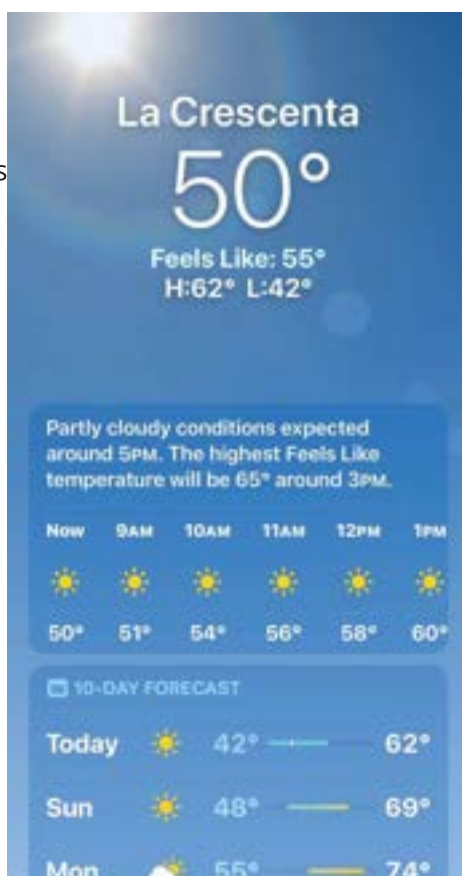 s
La Crescenta
50°
Feels Like: 55°
H:62° L:42°
Partly cloudy conditions expected
around 5PM. The highest Feels Like
temperature will be 65° around 3PM.
Now 9AM 10AM 11AM 12PM 1PM
50° 51° 54° 56° 58° 60°
10-DAY FORECAST
Today 42° 62°
Sun 48° 69°
Mon 55° 74°